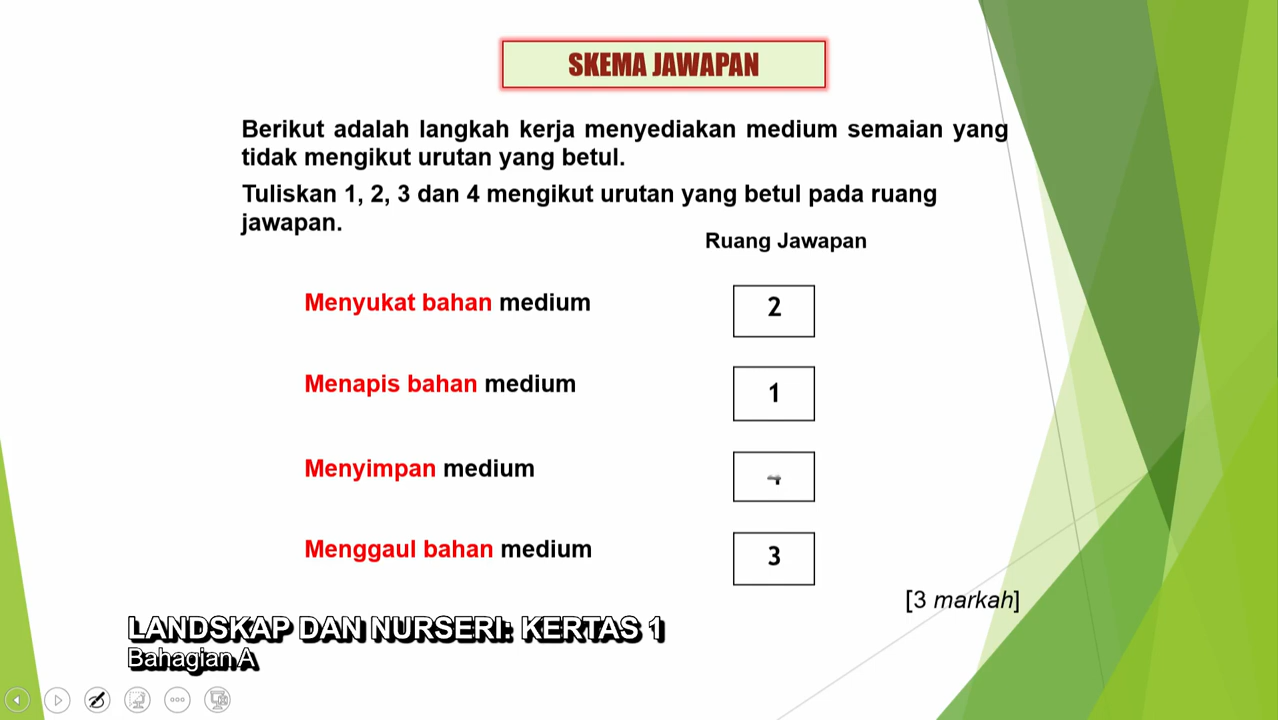 SKEMA JAWAPAN
Berikut adalah langkah kerja menyediakan medium semaian yang
tidak mengikut urutan yang betul.
Tuliskan 1, 2, 3 dan 4 mengikut urutan yang betul pada ruang
jawapan.
Ruang Jawapan
Menyukat bahan medium 2
Menapis bahan medium 1
Menyimpan medium
Menggaul bahan medium 3
[3 markah]
LANDSKAP DAN NURSERI: KERTAS 1
Bahagian A